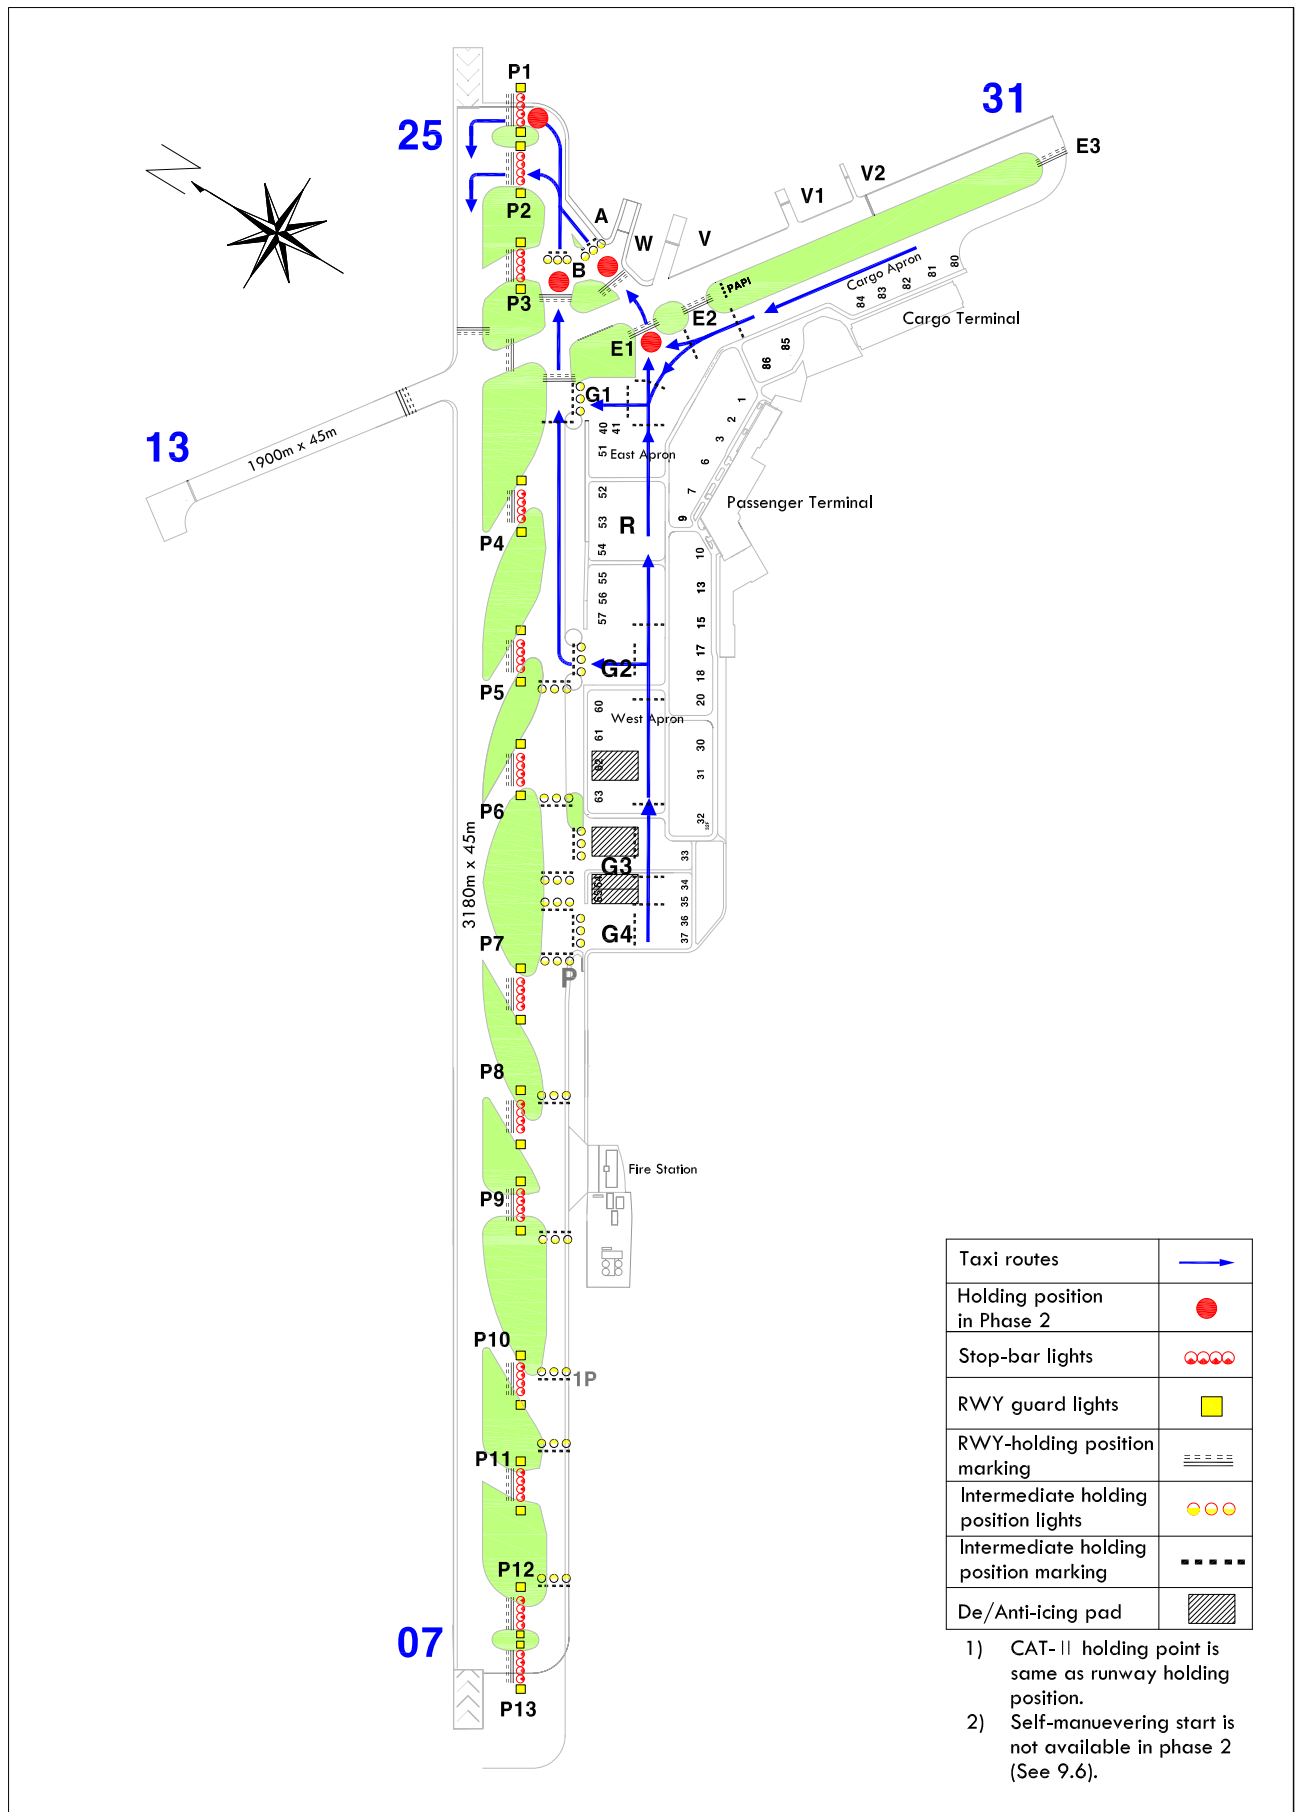 P1
31
25
E3
V2
V1
P2
A
W
V
B
Cargo Apron
80
81
82
83
84
PAPI
P3
E2
Cargo Terminal
E1
85
86
G1
1
2
3
6
7
9
40
41
51
East Apron
13
1900m x 45m
52
53
54
R
Passenger Terminal
P4
10
13
15
17
18
20
55
56
57
G2
P5
60
61
62
63
West Apron
30
31
32
P6
3180m x 45m
G3
33
34
35
36
37
64
65
G4
P7
P
P8
Fire Station
P9
P10
1P
P11
P12
07
P13
Taxi routes
Holding position
in Phase 2
Stop-bar lights
RWY guard lights
RWY-holding position
marking
Intermediate holding
position lights
Intermediate holding
position marking
De/Anti-icing pad
1) CAT-II holding point is
same as runway holding
position.
2) Self-manuevering start is
not available in phase 2
(See 9.6).